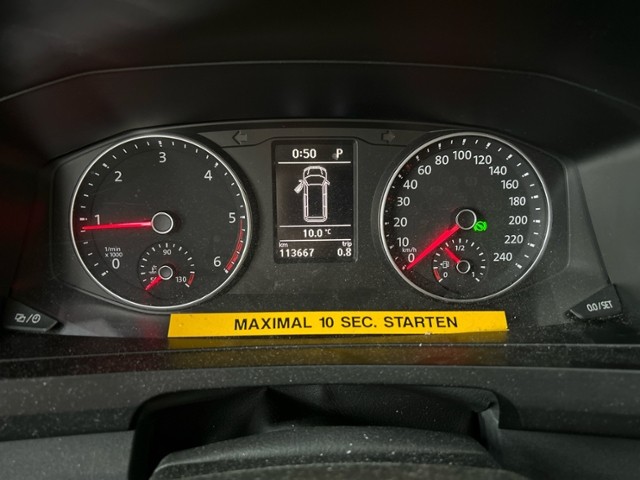 0:50 P
10.0 °C
km trip
113667 0.8
0 1 2 3 4 5 6
1/min
x 1000
50 90 130
0 10 20 40 60 80 100 120 140 160 180 200 220 240
km/h
0 1/2 1
0.0/SET
MAXIMAL 10 SEC. STARTEN